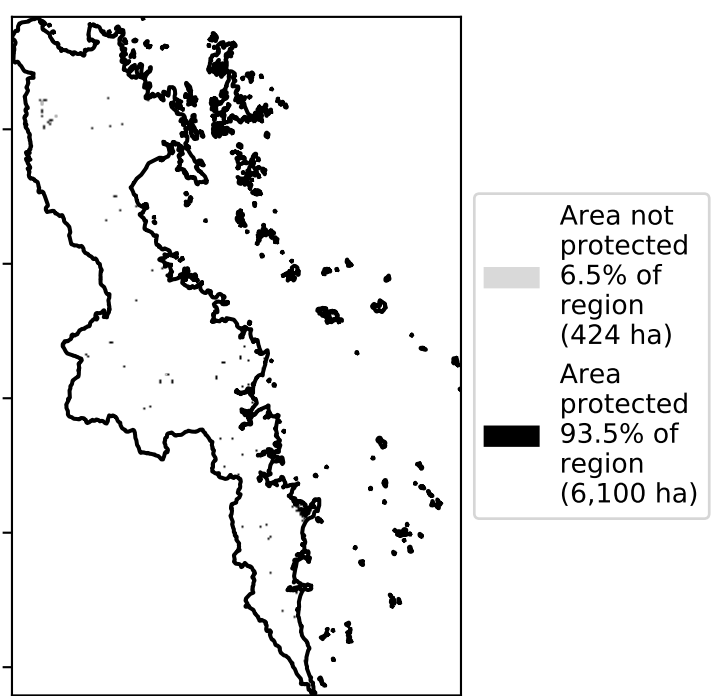 Area not
protected
6.5% of
region
(424 ha)
Area
protected
93.5% of
region
(6,100 ha)